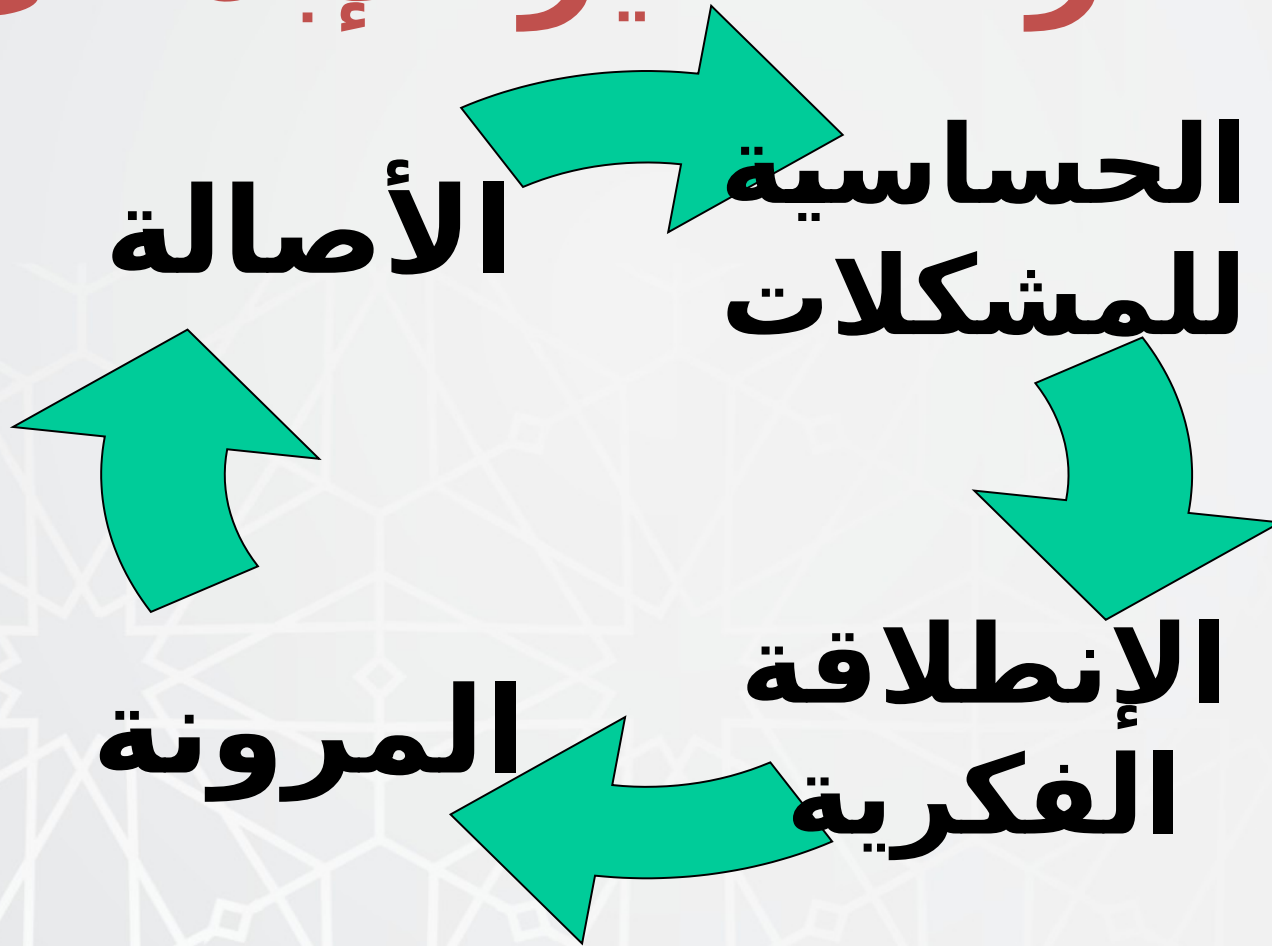 الحساسية
للمشكلات
الإنطلاقة
الفكرية
المرونة
الأصالة